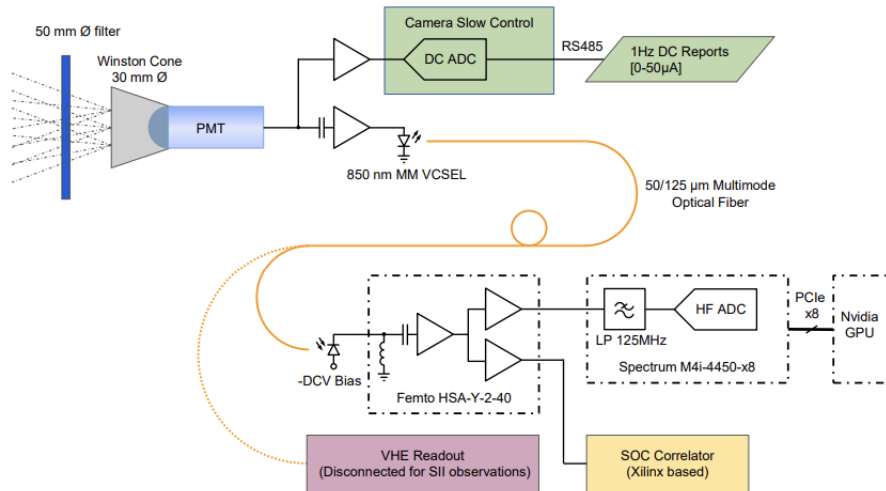 50 mm Ø filter
Winston Cone
30 mm Ø
PMT
Camera Slow Control
DC ADC
RS485
1Hz DC Reports
[0-50µA]
850 nm MM VCSEL
50/125 µm Multimode
Optical Fiber
-DCV Bias
Femto HSA-Y-2-40
LP 125MHz
HF ADC
Spectrum M4i-4450-x8
PCIe
x8
Nvidia
GPU
VHE Readout
(Disconnected for SII observations)
SOC Correlator
(Xilinx based)